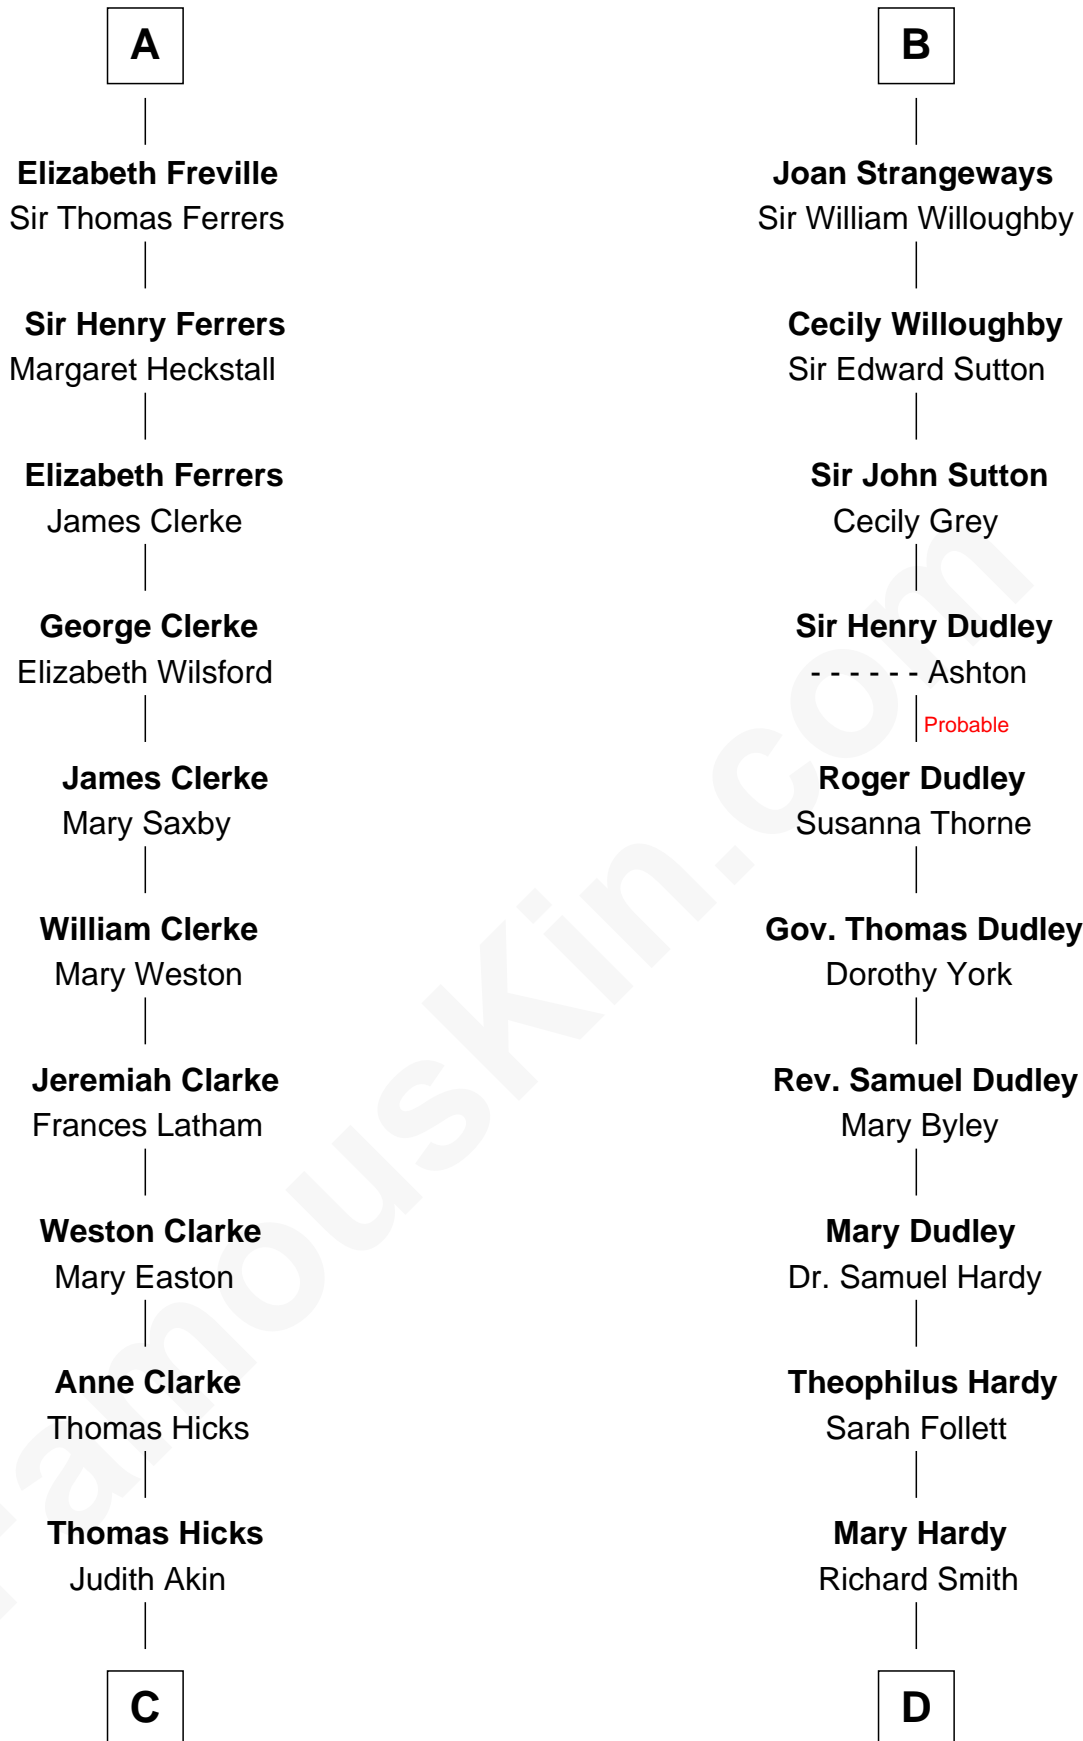 A
Elizabeth Freville
Sir Thomas Ferrers
Sir Henry Ferrers
Margaret Heckstall
Elizabeth Ferrers
James Clerke
George Clerke
Elizabeth Wilsford
James Clerke
Mary Saxby
William Clerke
Mary Weston
Jeremiah Clarke
Frances Latham
Weston Clarke
Mary Easton
Anne Clarke
Thomas Hicks
Thomas Hicks
Judith Akin
C
B
Joan Strangeways
Sir William Willoughby
Cecily Willoughby
Sir Edward Sutton
Sir John Sutton
Cecily Grey
Sir Henry Dudley
- - - - - - Ashton
Probable
Roger Dudley
Susanna Thorne
Gov. Thomas Dudley
Dorothy York
Rev. Samuel Dudley
Mary Byley
Mary Dudley
Dr. Samuel Hardy
Theophilus Hardy
Sarah Follett
Mary Hardy
Richard Smith
D
FamousKin.com